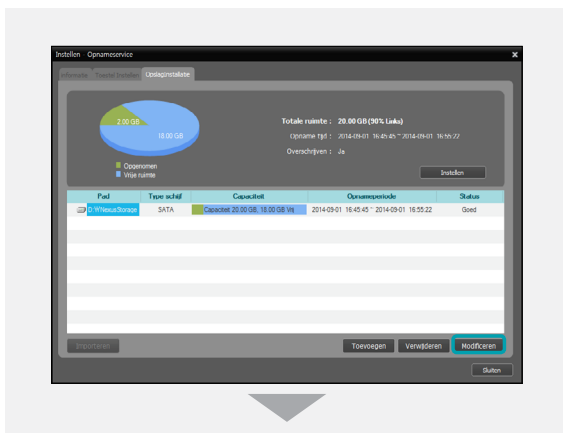 Instellen - Opnameservice
Informatie
Toestel Instellen
Opslaginstallatie
2.00 GB
18.00 GB
Opgenomen
Vrije ruimte
Totale ruimte : 20.00 GB (90% Links)
Opname tijd : 2014-09-01 16:45:45 ~ 2014-09-01 16:55:22
Overschrijven : Ja
Instellen
Pad Type schijf Capaciteit Opnameperiode Status
D:\NexusStorage SATA Capaciteit 20.00 GB, 18.00 GB Vrij 2014-09-01 16:45:45 ~ 2014-09-01 16:55:22 Goed
Importeren
Toevoegen
Verwijderen
Modificeren
Sluiten